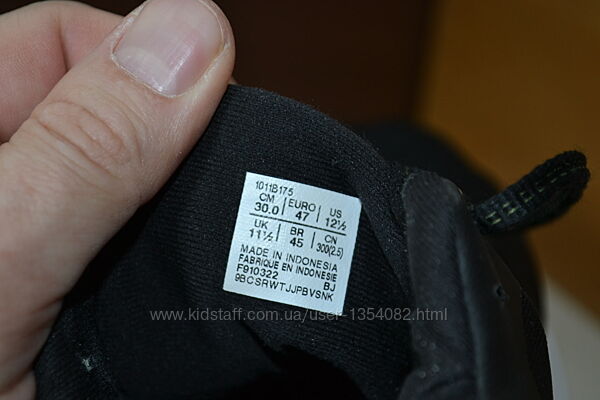 1011B175
CM EURO US
30.0 47 12½
UK BR CN
11½ 45 300(2.5)
MADE IN INDONESIA
FABRIQUE EN INDONESIE
F910322 BJ
9BCSRWTJJPBVSNK
www.kidstaff.com.ua/user-1354082.html